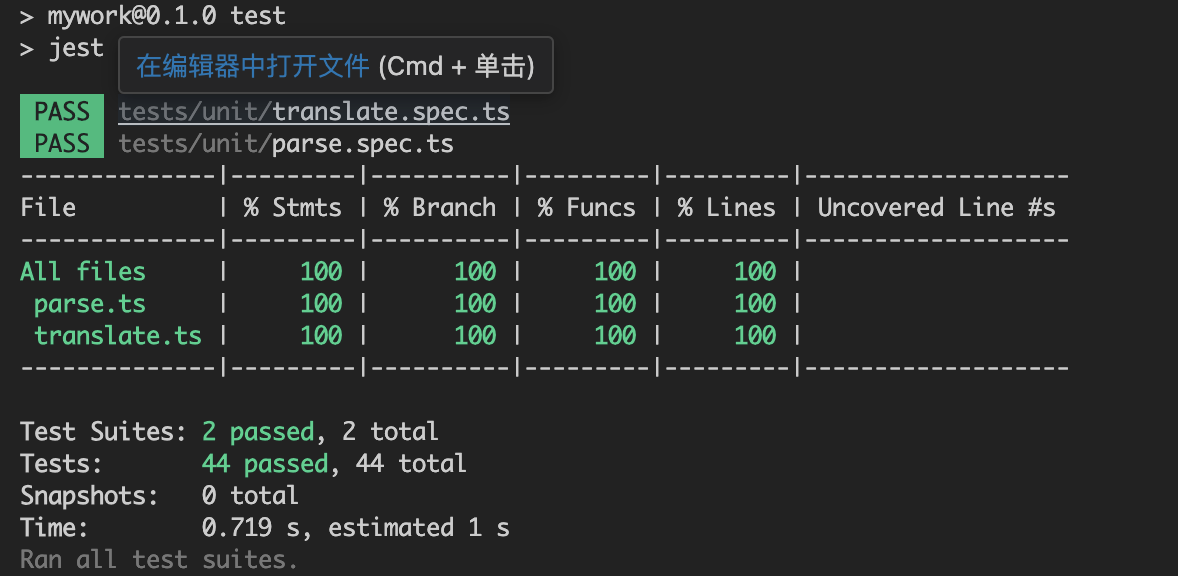 > mywork@0.1.0 test
> jest
在编辑器中打开文件 (Cmd + 单击)
PASS tests/unit/translate.spec.ts
PASS tests/unit/parse.spec.ts
--------------|---------|----------|---------|---------|-------------------
File          | % Stmts | % Branch | % Funcs | % Lines | Uncovered Line #s
--------------|---------|----------|---------|---------|-------------------
All files     |     100 |      100 |     100 |     100 |
 parse.ts     |     100 |      100 |     100 |     100 |
 translate.ts |     100 |      100 |     100 |     100 |
--------------|---------|----------|---------|---------|-------------------
Test Suites: 2 passed, 2 total
Tests:       44 passed, 44 total
Snapshots:   0 total
Time:        0.719 s, estimated 1 s
Ran all test suites.